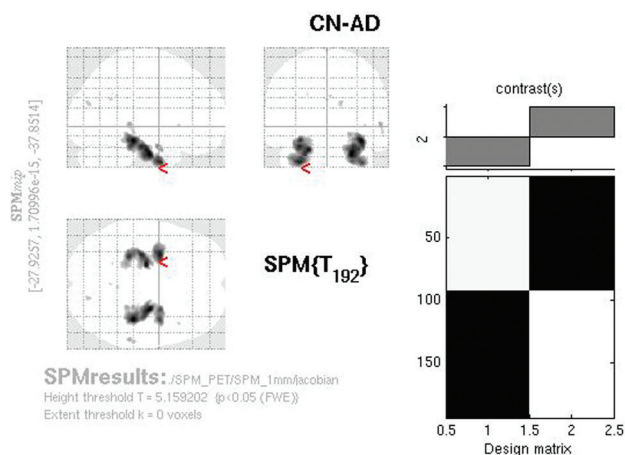 CN-AD
SPMmip
[-27.9257, 1.70996e-15, -37.8514]
<
<
<
SPM{T192}
SPMresults: ./SPM_PET/SPM_1mm/jacobian
Height threshold T = 5.159202 {p<0.05 (FWE)}
Extent threshold k = 0 voxels
contrast(s)
2
50
100
150
0.5 1 1.5 2 2.5
Design matrix